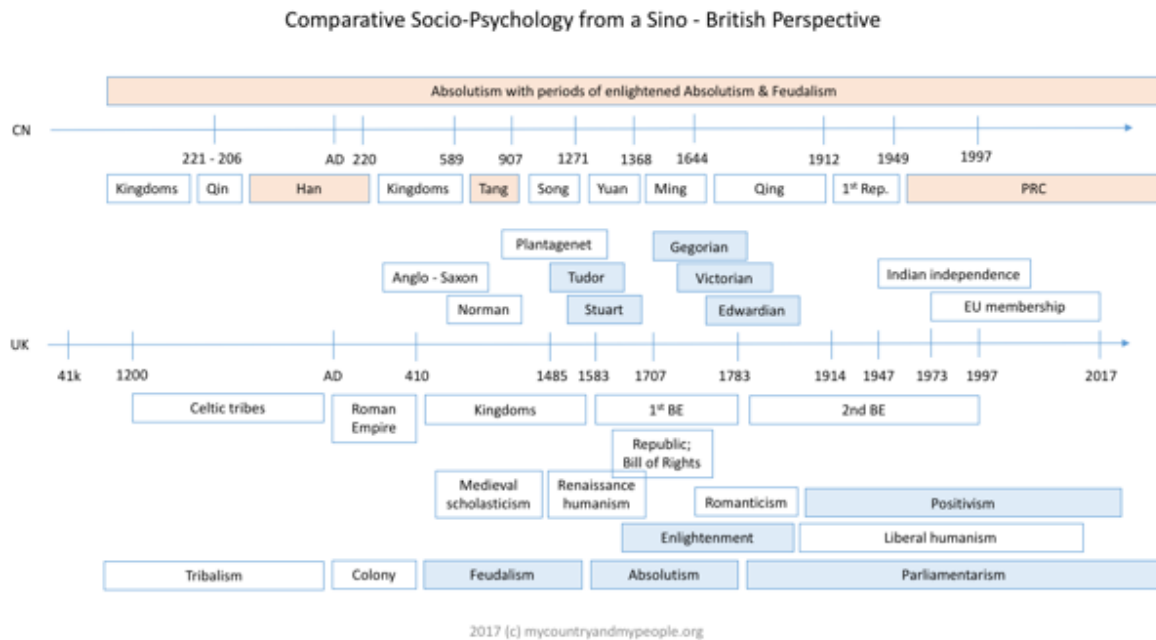 Comparative Socio-Psychology from a Sino - British Perspective
Absolutism with periods of enlightened Absolutism & Feudalism
CN
221 - 206 AD 220 589 907 1271 1368 1644 1912 1949 1997
Kingdoms Qin Han Kingdoms Tang Song Yuan Ming Qing 1st Rep. PRC
Plantagenet Gegorian
Anglo - Saxon Tudor Victorian Indian independence
Norman Stuart Edwardian EU membership
UK
41k 1200 AD 410 1485 1583 1707 1783 1914 1947 1973 1997 2017
Celtic tribes Roman Empire Kingdoms 1st BE 2nd BE
Republic;
Bill of Rights
Medieval scholasticism Renaissance humanism Romanticism Positivism
Enlightenment Liberal humanism
Tribalism Colony Feudalism Absolutism Parliamentarism
2017 (c) mycountryandmypeople.org